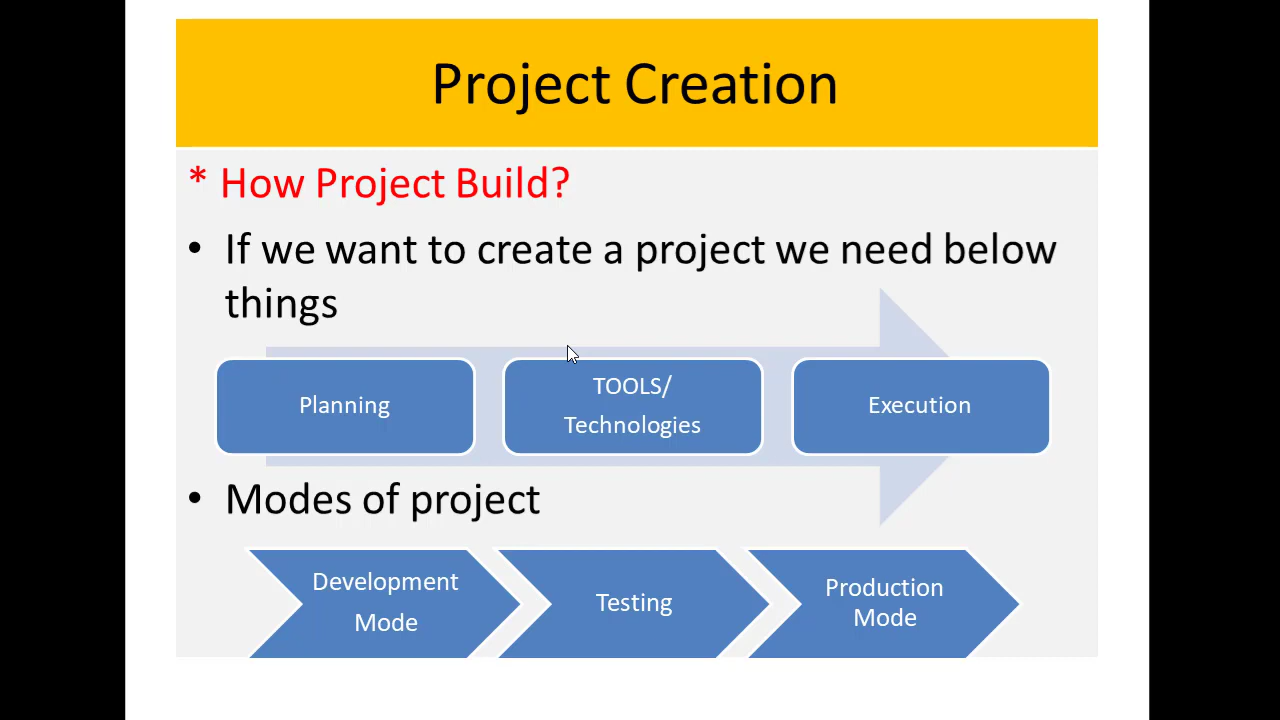 Project Creation
* How Project Build?
• If we want to create a project we need below
things
Planning
TOOLS/
Technologies
Execution
• Modes of project
Development
Mode
Testing
Production
Mode